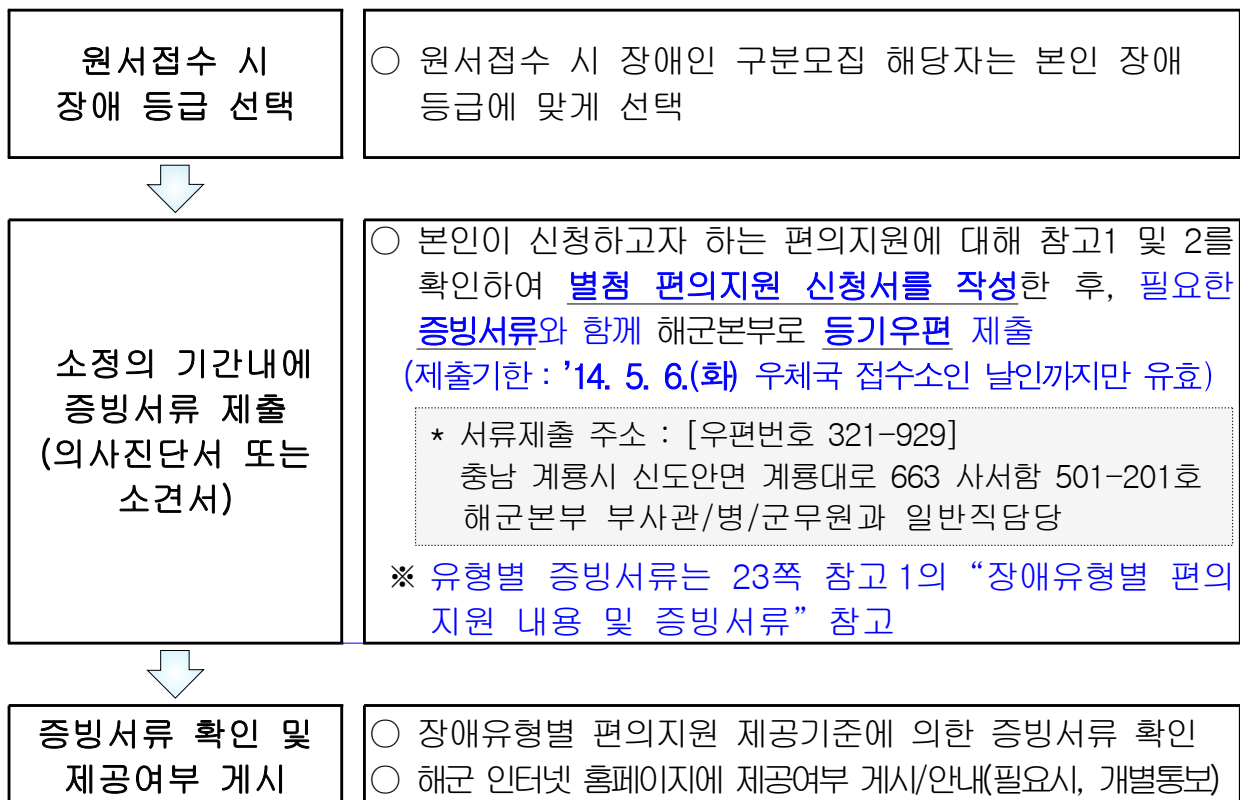 원서접수 시
장애 등급 선택
○ 원서접수 시 장애인 구분모집 해당자는 본인 장애
등급에 맞게 선택
소정의 기간내에
증빙서류 제출
(의사진단서 또는
소견서)
○ 본인이 신청하고자 하는 편의지원에 대해 참고1 및 2를
확인하여 별첨 편의지원 신청서를 작성한 후, 필요한
증빙서류와 함께 해군본부로 등기우편 제출
(제출기한 : ’14. 5. 6.(화) 우체국 접수소인 날인까지만 유효)
* 서류제출 주소 : [우편번호 321-929]
충남 계룡시 신도안면 계룡대로 663 사서함 501-201호
해군본부 부사관/병/군무원과 일반직담당
※ 유형별 증빙서류는 23쪽 참고 1의 “장애유형별 편의
지원 내용 및 증빙서류” 참고
증빙서류 확인 및
제공여부 게시
○ 장애유형별 편의지원 제공기준에 의한 증빙서류 확인
○ 해군 인터넷 홈페이지에 제공여부 게시/안내(필요시, 개별통보)